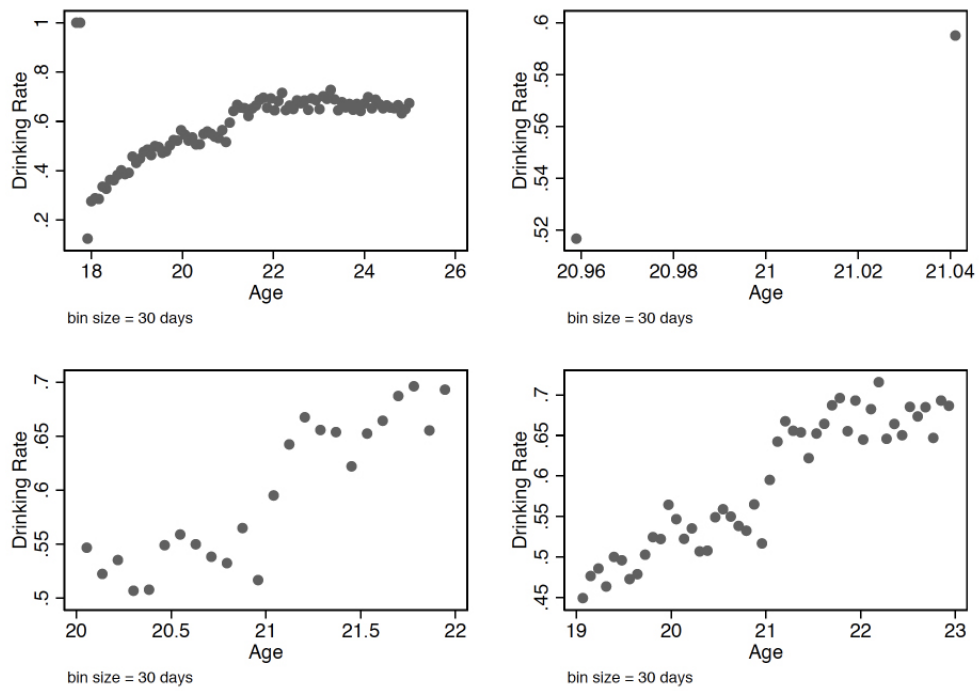 Drinking Rate
1
.8
.6
.4
.2
18 20 22 24 26
Age
bin size = 30 days
Drinking Rate
.6
.58
.56
.54
.52
20.96 20.98 21 21.02 21.04
Age
bin size = 30 days
Drinking Rate
.7
.65
.6
.55
.5
20 20.5 21 21.5 22
Age
bin size = 30 days
Drinking Rate
.7
.65
.6
.55
.5
.45
19 20 21 22 23
Age
bin size = 30 days